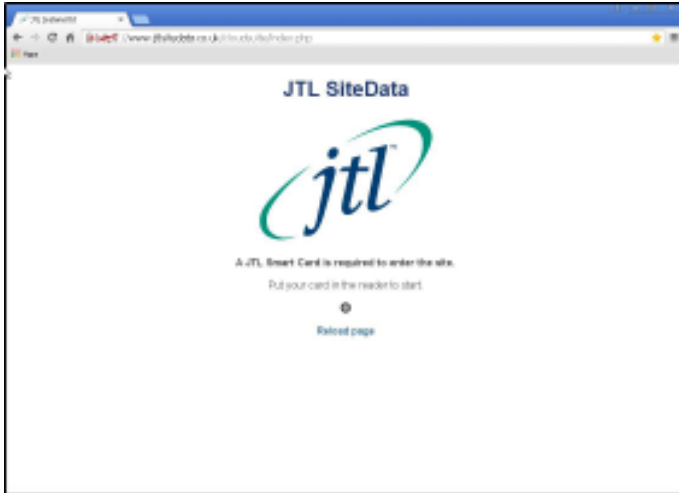 JTL SiteData
jtl
A JTL Smart Card is required to enter the site.
Put your card in the reader to start.
Reload page